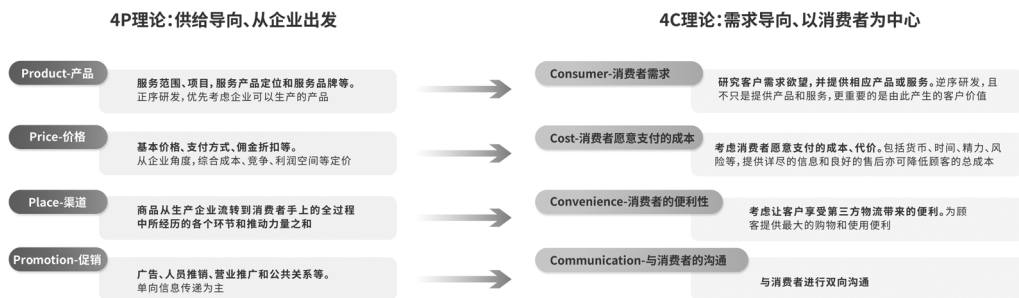 4P理论：供给导向、从企业出发
4C理论：需求导向、以消费者为中心
Product-产品
服务范围、项目，服务产品定位和服务品牌等。
正序研发，优先考虑企业可以生产的产品
Consumer-消费者需求
研究客户需求欲望，并提供相应产品或服务。逆序研发，且
不只是提供产品和服务，更重要的是由此产生的客户价值
Price-价格
基本价格、支付方式、佣金折扣等。
从企业角度，综合成本、竞争、利润空间等定价
Cost-消费者愿意支付的成本
考虑消费者愿意支付的成本、代价。包括货币、时间、精力、风
险等，提供详尽的信息和良好的售后亦可降低顾客的总成本
Place-渠道
商品从生产企业流转到消费者手上的全过程
中所经历的各个环节和推动力量之和
Convenience-消费者的便利性
考虑让客户享受第三方物流带来的便利。为顾
客提供最大的购物和使用便利
Promotion-促销
广告、人员推销、营业推广和公共关系等。
单向信息传递为主
Communication-与消费者的沟通
与消费者进行双向沟通